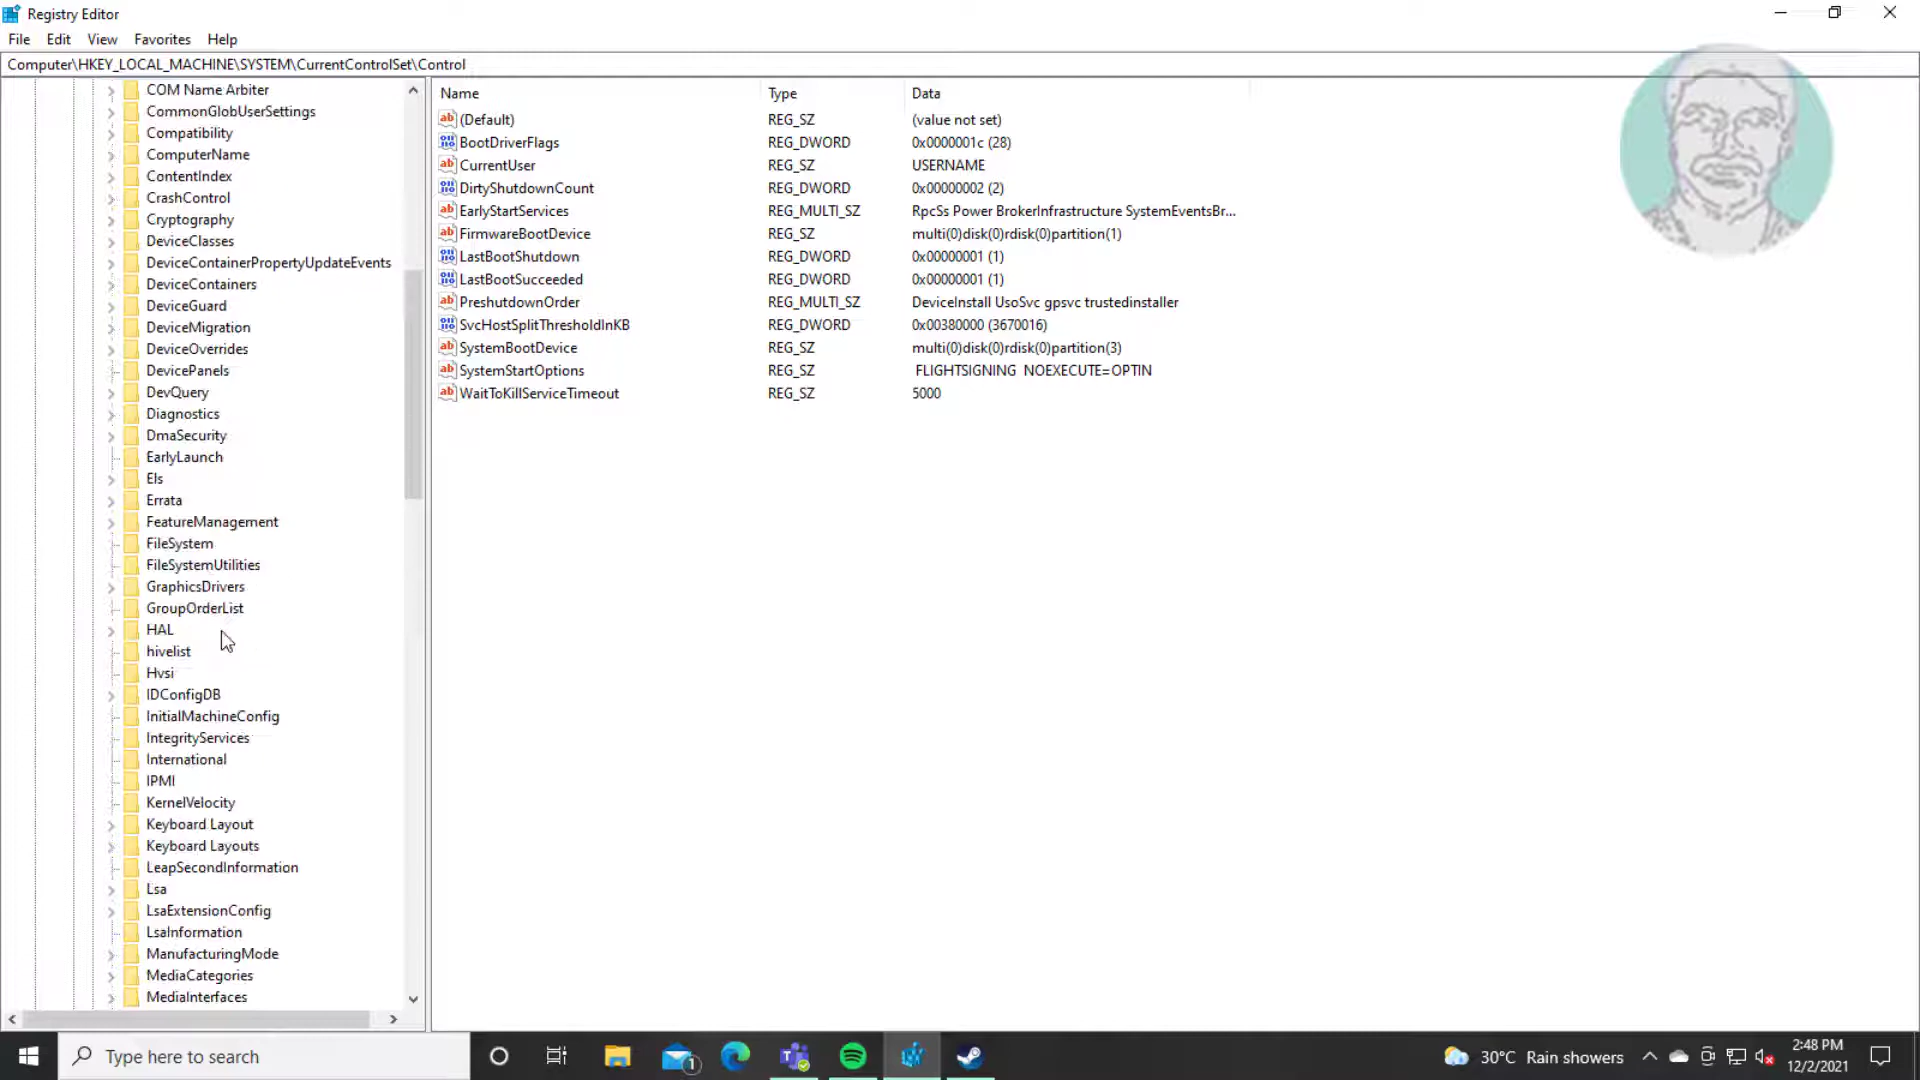 Registry Editor
File Edit View Favorites Help
Computer\HKEY_LOCAL_MACHINE\SYSTEM\CurrentControlSet\Control
COM Name Arbiter
CommonGlobUserSettings
Compatibility
ComputerName
ContentIndex
CrashControl
Cryptography
DeviceClasses
DeviceContainerPropertyUpdateEvents
DeviceContainers
DeviceGuard
DeviceMigration
DeviceOverrides
DevicePanels
DevQuery
Diagnostics
DmaSecurity
EarlyLaunch
Els
Errata
FeatureManagement
FileSystem
FileSystemUtilities
GraphicsDrivers
GroupOrderList
HAL
hivelist
Hvsi
IDConfigDB
InitialMachineConfig
IntegrityServices
International
IPMI
KernelVelocity
Keyboard Layout
Keyboard Layouts
LeapSecondInformation
Lsa
LsaExtensionConfig
LsaInformation
ManufacturingMode
MediaCategories
MediaInterfaces
Name Type Data
(Default) REG_SZ (value not set)
BootDriverFlags REG_DWORD 0x0000001c (28)
CurrentUser REG_SZ USERNAME
DirtyShutdownCount REG_DWORD 0x00000002 (2)
EarlyStartServices REG_MULTI_SZ RpcSs Power BrokerInfrastructure SystemEventsBr...
FirmwareBootDevice REG_SZ multi(0)disk(0)rdisk(0)partition(1)
LastBootShutdown REG_DWORD 0x00000001 (1)
LastBootSucceeded REG_DWORD 0x00000001 (1)
PreshutdownOrder REG_MULTI_SZ DeviceInstall UsoSvc gpsvc trustedinstaller
SvcHostSplitThresholdInKB REG_DWORD 0x00380000 (3670016)
SystemBootDevice REG_SZ multi(0)disk(0)rdisk(0)partition(3)
SystemStartOptions REG_SZ FLIGHTSIGNING NOEXECUTE=OPTIN
WaitToKillServiceTimeout REG_SZ 5000
Type here to search
1
30°C Rain showers
2:48 PM
12/2/2021